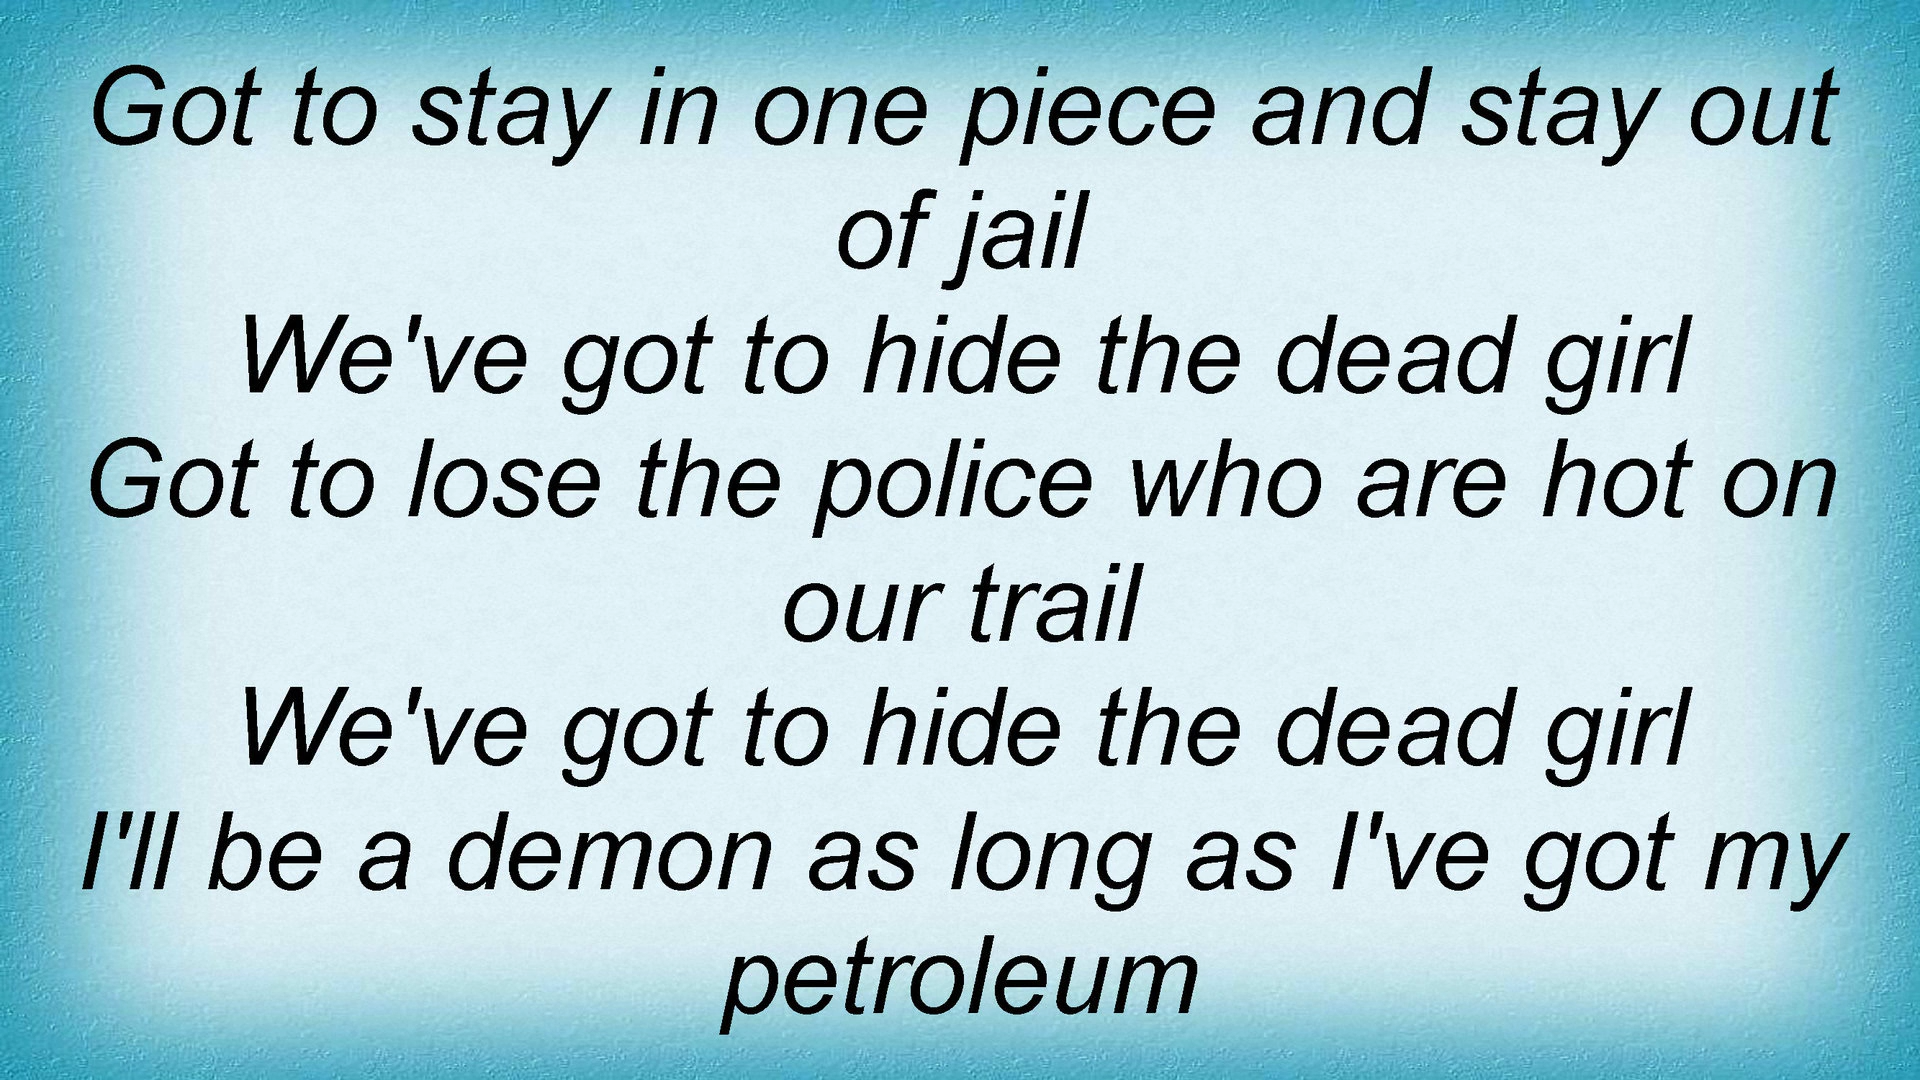 Got to stay in one piece and stay out
of jail
We've got to hide the dead girl
Got to lose the police who are hot on
our trail
We've got to hide the dead girl
I'll be a demon as long as I've got my
petroleum